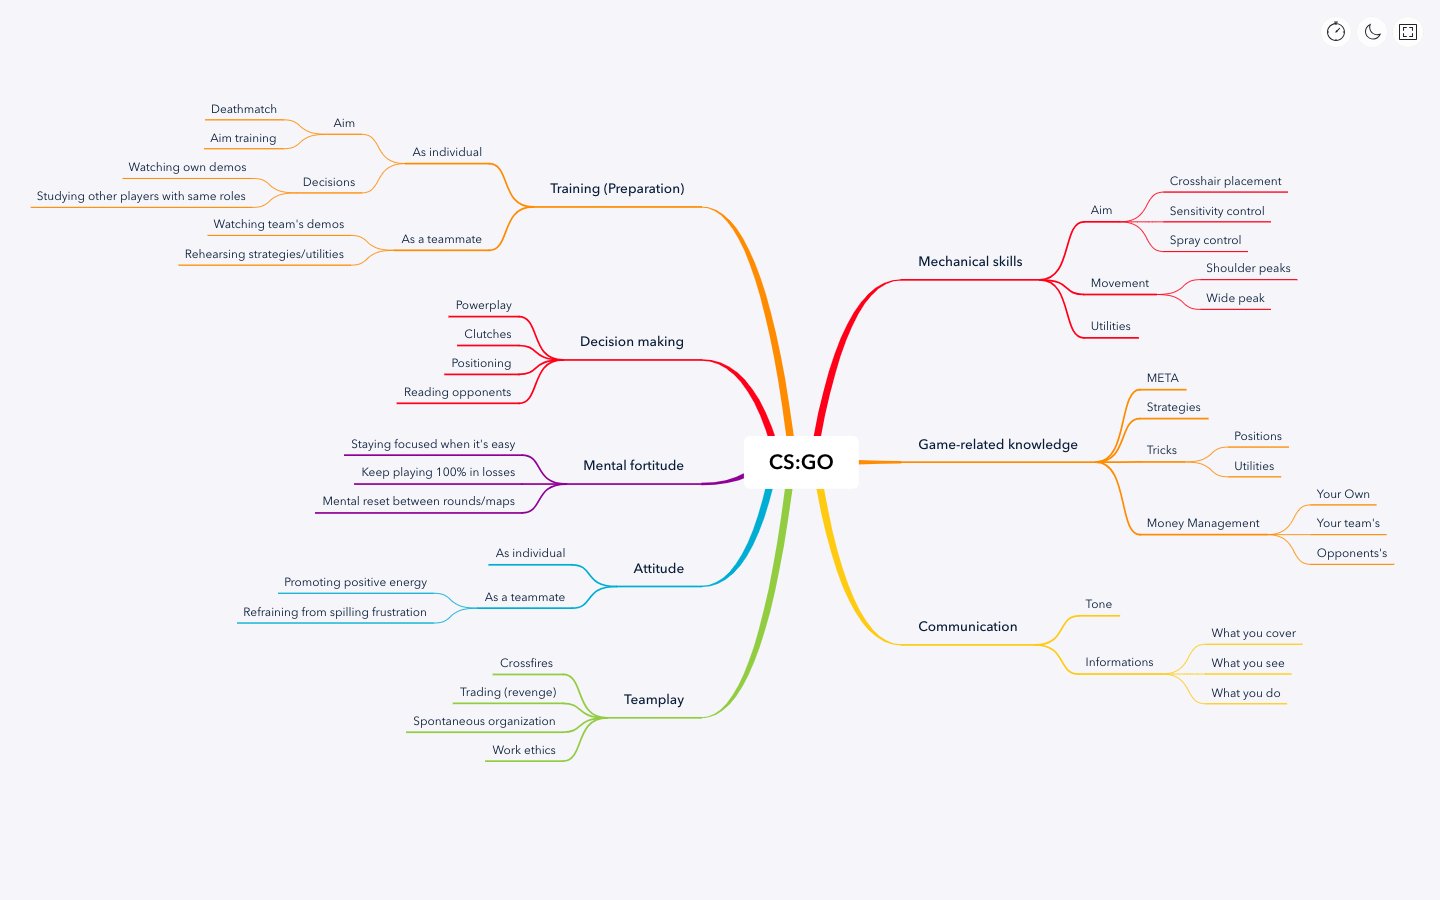 CS:GO
Training (Preparation)
As individual
Aim
Deathmatch
Aim training
Decisions
Watching own demos
Studying other players with same roles
As a teammate
Watching team's demos
Rehearsing strategies/utilities
Decision making
Powerplay
Clutches
Positioning
Reading opponents
Mental fortitude
Staying focused when it's easy
Keep playing 100% in losses
Mental reset between rounds/maps
Attitude
As individual
As a teammate
Promoting positive energy
Refraining from spilling frustration
Teamplay
Crossfires
Trading (revenge)
Spontaneous organization
Work ethics
Mechanical skills
Aim
Crosshair placement
Sensitivity control
Spray control
Movement
Shoulder peaks
Wide peak
Utilities
Game-related knowledge
META
Strategies
Tricks
Positions
Utilities
Money Management
Your Own
Your team's
Opponents's
Communication
Tone
Informations
What you cover
What you see
What you do